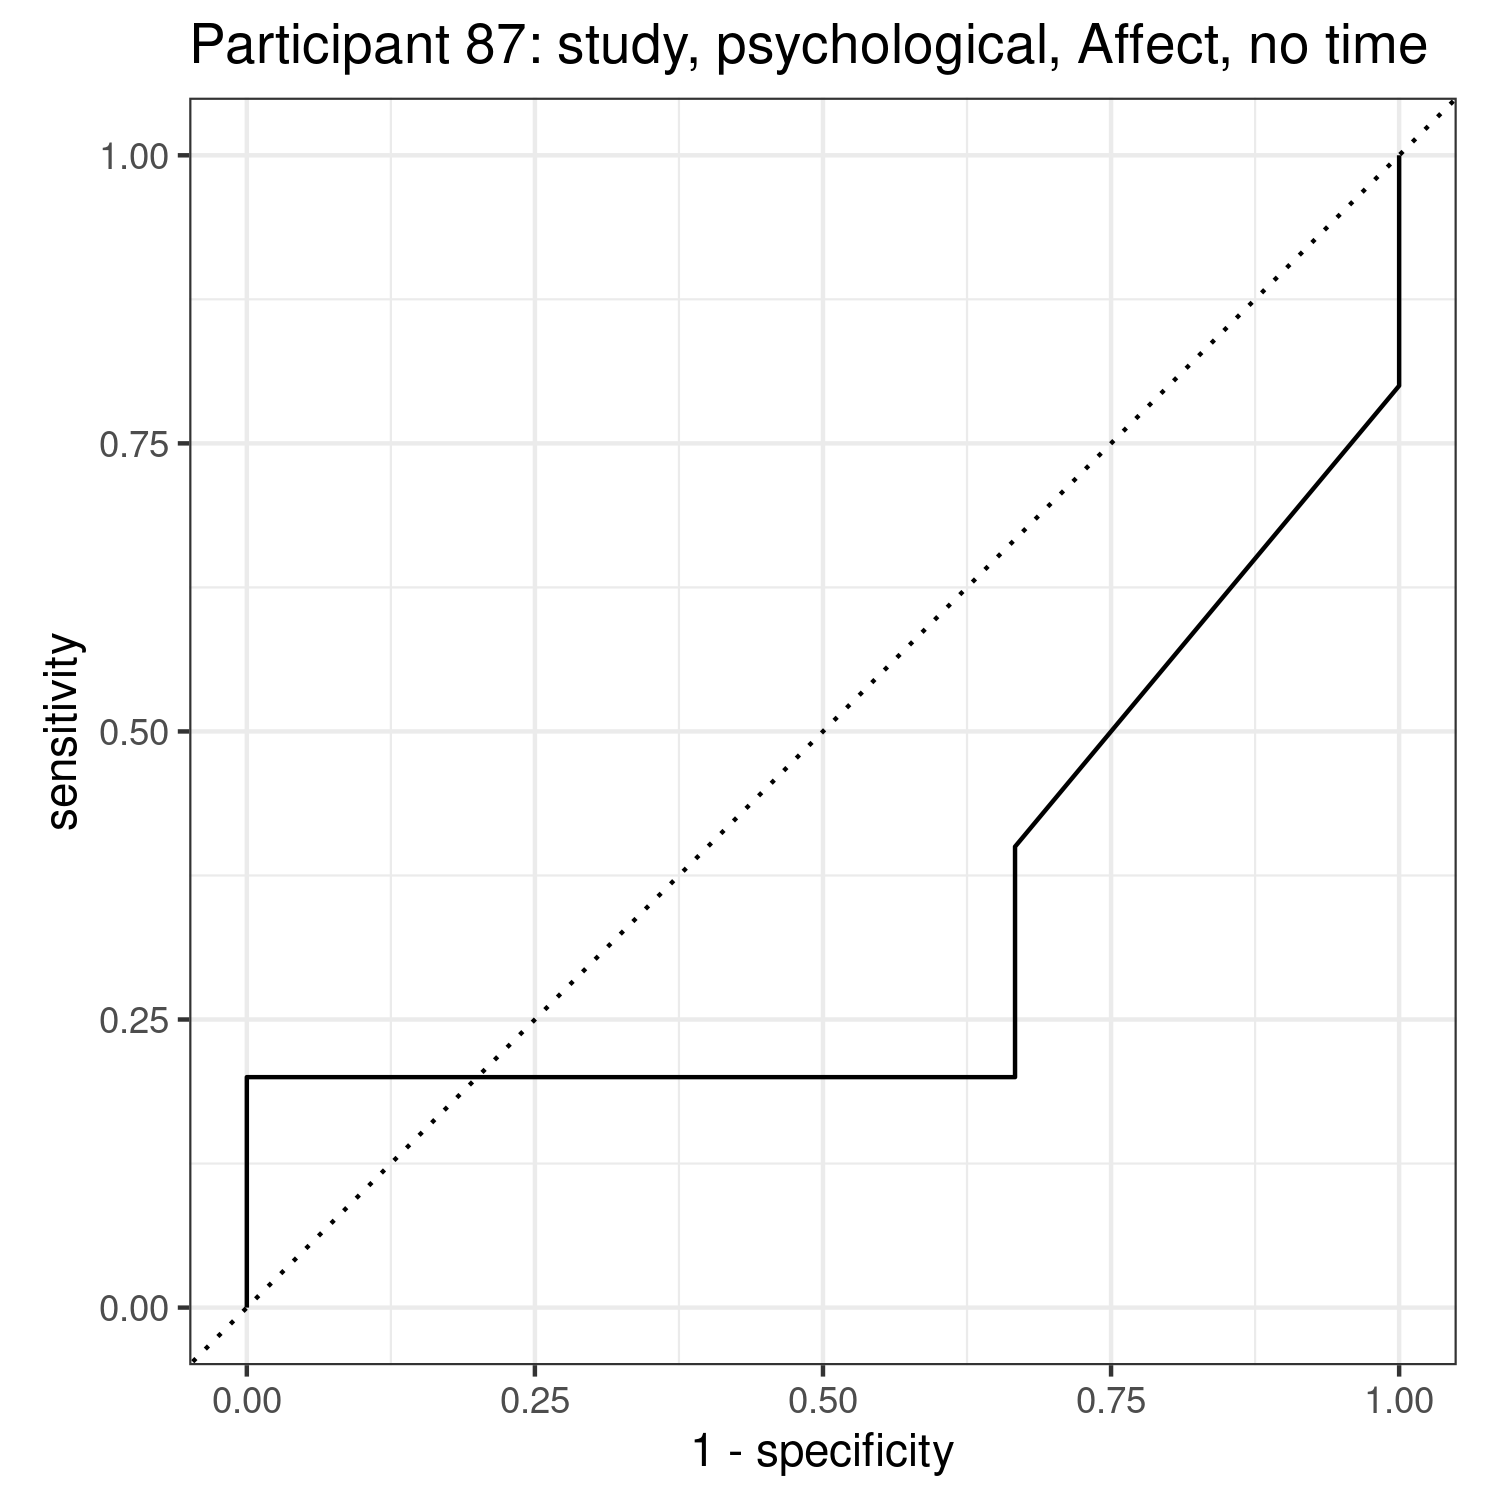 Participant 87: study, psychological, Affect, no time
1.00
0.75
0.50
0.25
0.00
sensitivity
0.00 0.25 0.50 0.75 1.00
1 - specificity